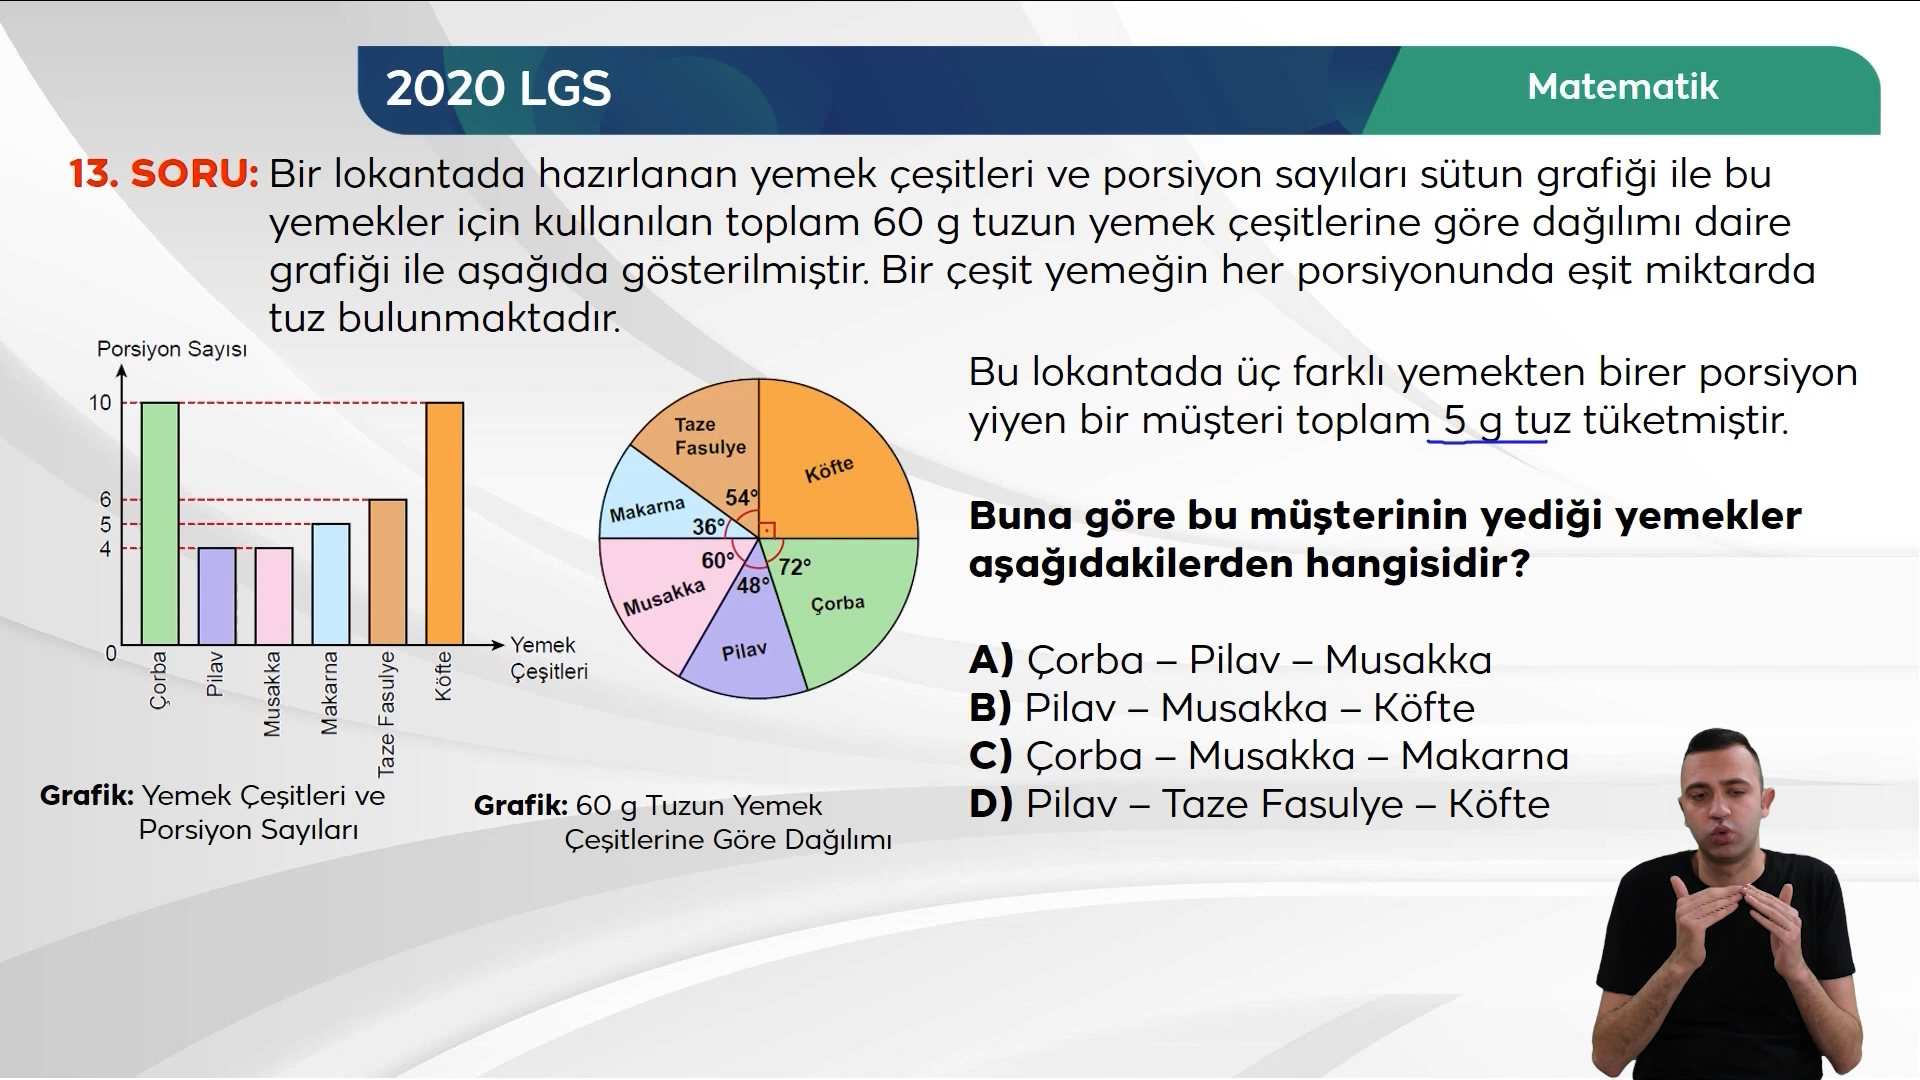 2020 LGS
Matematik
13. SORU: Bir lokantada hazırlanan yemek çeşitleri ve porsiyon sayıları sütun grafiği ile bu
yemekler için kullanılan toplam 60 g tuzun yemek çeşitlerine göre dağılımı daire
grafiği ile aşağıda gösterilmiştir. Bir çeşit yemeğin her porsiyonunda eşit miktarda
tuz bulunmaktadır.
Porsiyon Sayısı
10
6
5
4
0
Çorba
Pilav
Musakka
Makarna
Taze Fasulye
Köfte
Yemek
Çeşitleri
Grafik: Yemek Çeşitleri ve
Porsiyon Sayıları
Taze
Fasulye
Köfte
Makarna
54°
36°
60°
48°
72°
Musakka
Pilav
Çorba
Grafik: 60 g Tuzun Yemek
Çeşitlerine Göre Dağılımı
Bu lokantada üç farklı yemekten birer porsiyon
yiyen bir müşteri toplam 5 g tuz tüketmiştir.
Buna göre bu müşterinin yediği yemekler
aşağıdakilerden hangisidir?
A) Çorba – Pilav – Musakka
B) Pilav – Musakka – Köfte
C) Çorba – Musakka – Makarna
D) Pilav – Taze Fasulye – Köfte